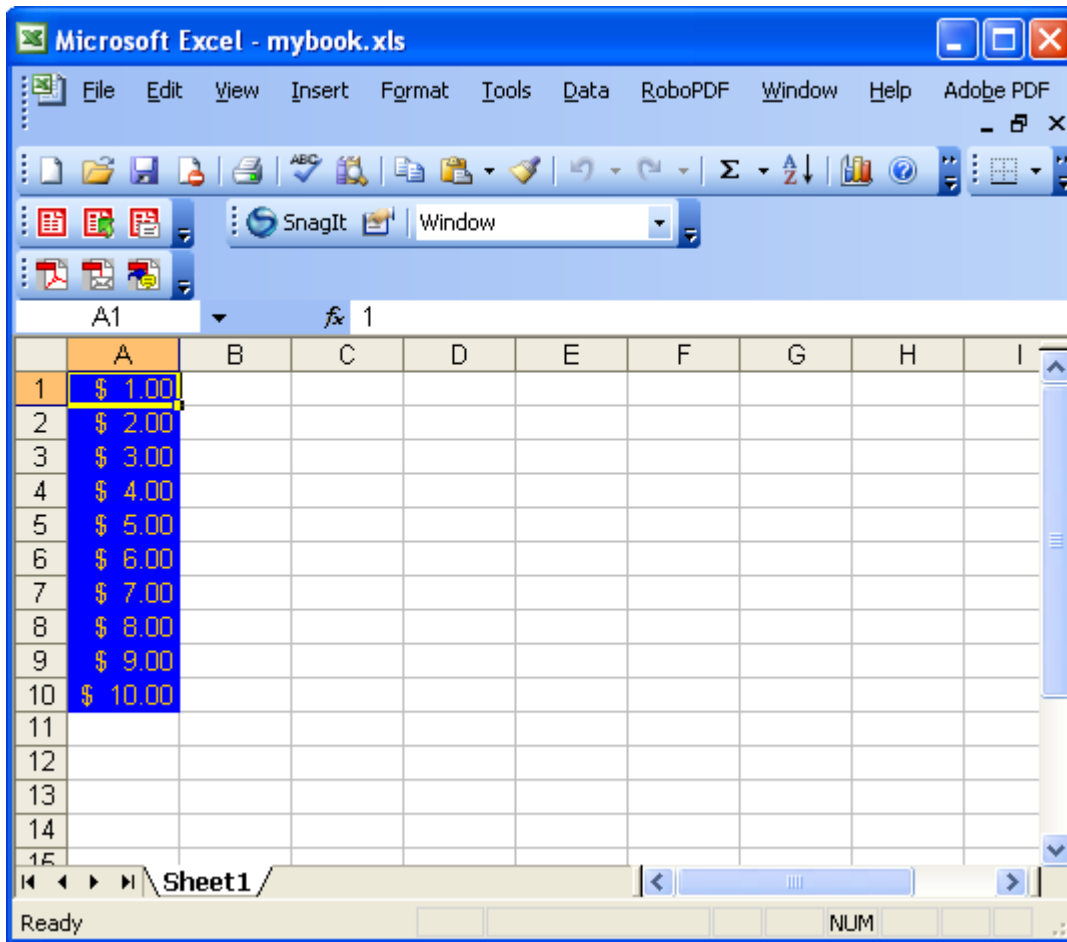 Microsoft Excel - mybook.xls
File Edit View Insert Format Tools Data RoboPDF Window Help Adobe PDF
ABC Σ A Z
SnagIt Window
A1 fx 1
A B C D E F G H I
1 $ 1.00
2 $ 2.00
3 $ 3.00
4 $ 4.00
5 $ 5.00
6 $ 6.00
7 $ 7.00
8 $ 8.00
9 $ 9.00
10 $ 10.00
11
12
13
14
15
Sheet1
Ready NUM